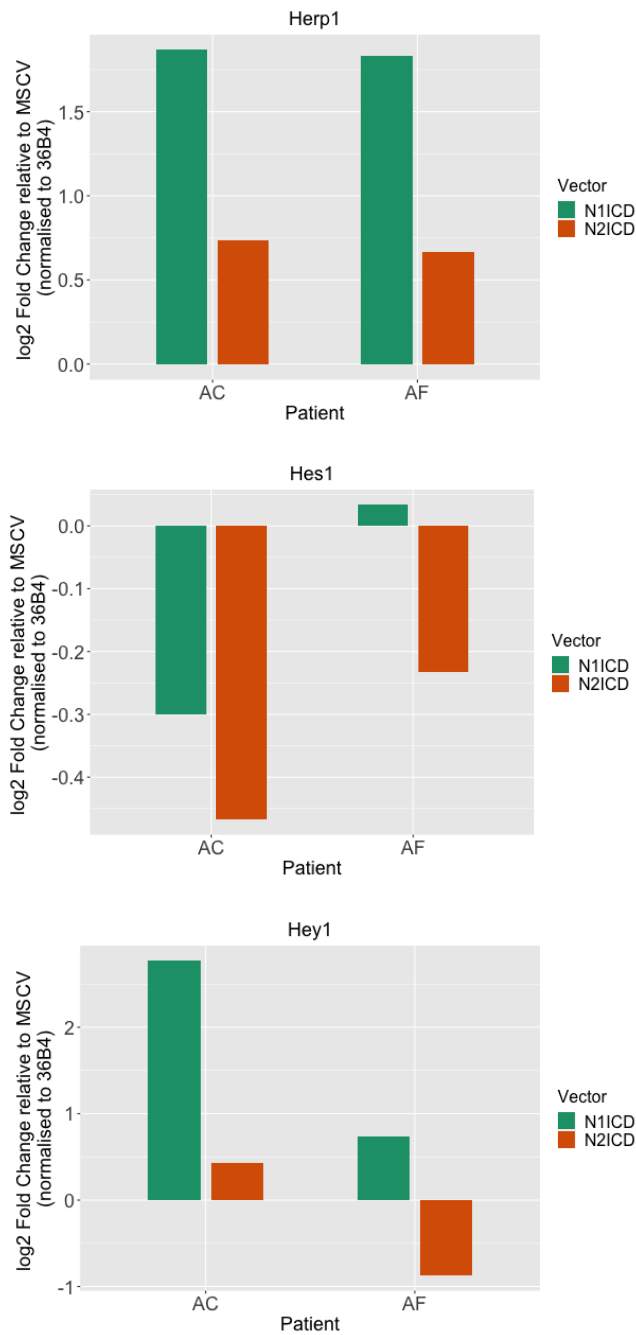 Herp1
log2 Fold Change relative to MSCV
(normalised to 36B4)
1.5
1.0
0.5
0.0
AC AF
Patient
Vector
N1ICD
N2ICD
Hes1
log2 Fold Change relative to MSCV
(normalised to 36B4)
0.0
-0.1
-0.2
-0.3
-0.4
AC AF
Patient
Vector
N1ICD
N2ICD
Hey1
log2 Fold Change relative to MSCV
(normalised to 36B4)
2
1
0
-1
AC AF
Patient
Vector
N1ICD
N2ICD